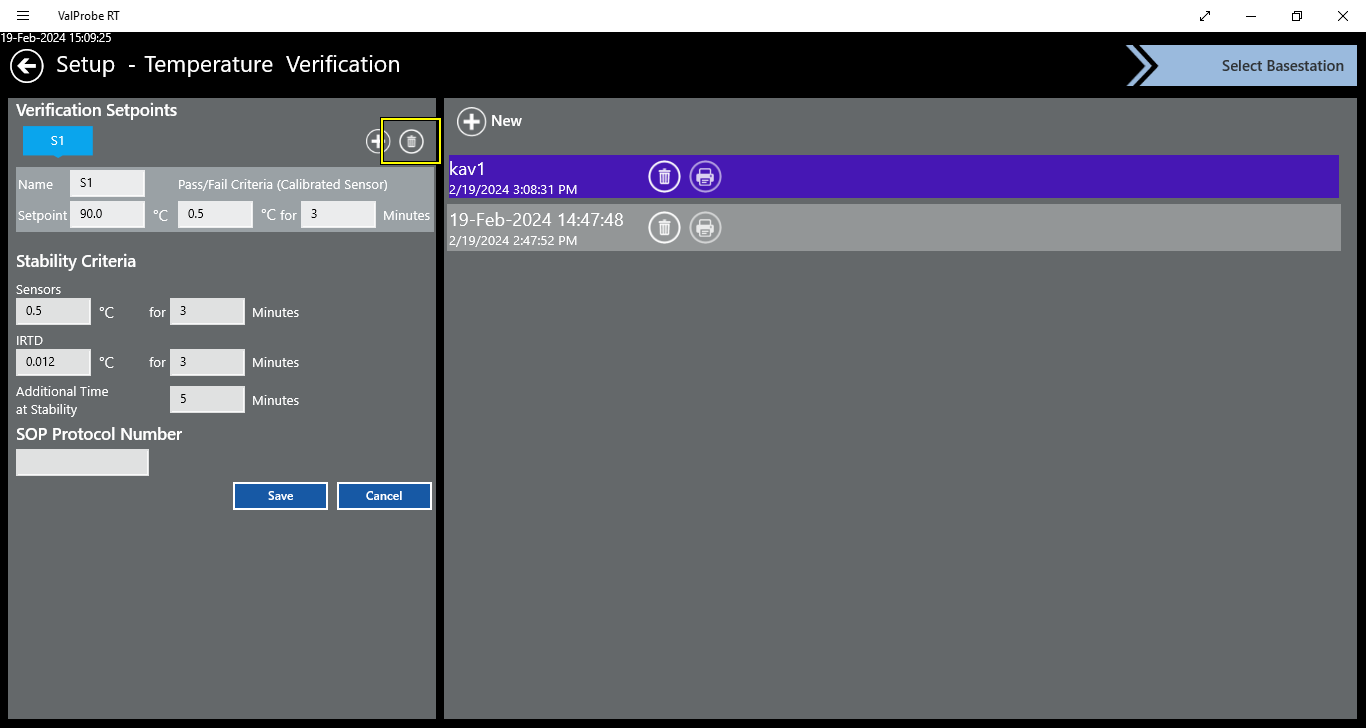 ValProbe RT
19-Feb-2024 15:09:25
Setup - Temperature Verification
Select Basestation
Verification Setpoints
S1
Name S1 Pass/Fail Criteria (Calibrated Sensor)
Setpoint 90.0 °C 0.5 °C for 3 Minutes
Stability Criteria
Sensors
0.5 °C for 3 Minutes
IRTD
0.012 °C for 3 Minutes
Additional Time
at Stability 5 Minutes
SOP Protocol Number
Save Cancel
New
kav1
2/19/2024 3:08:31 PM
19-Feb-2024 14:47:48
2/19/2024 2:47:52 PM